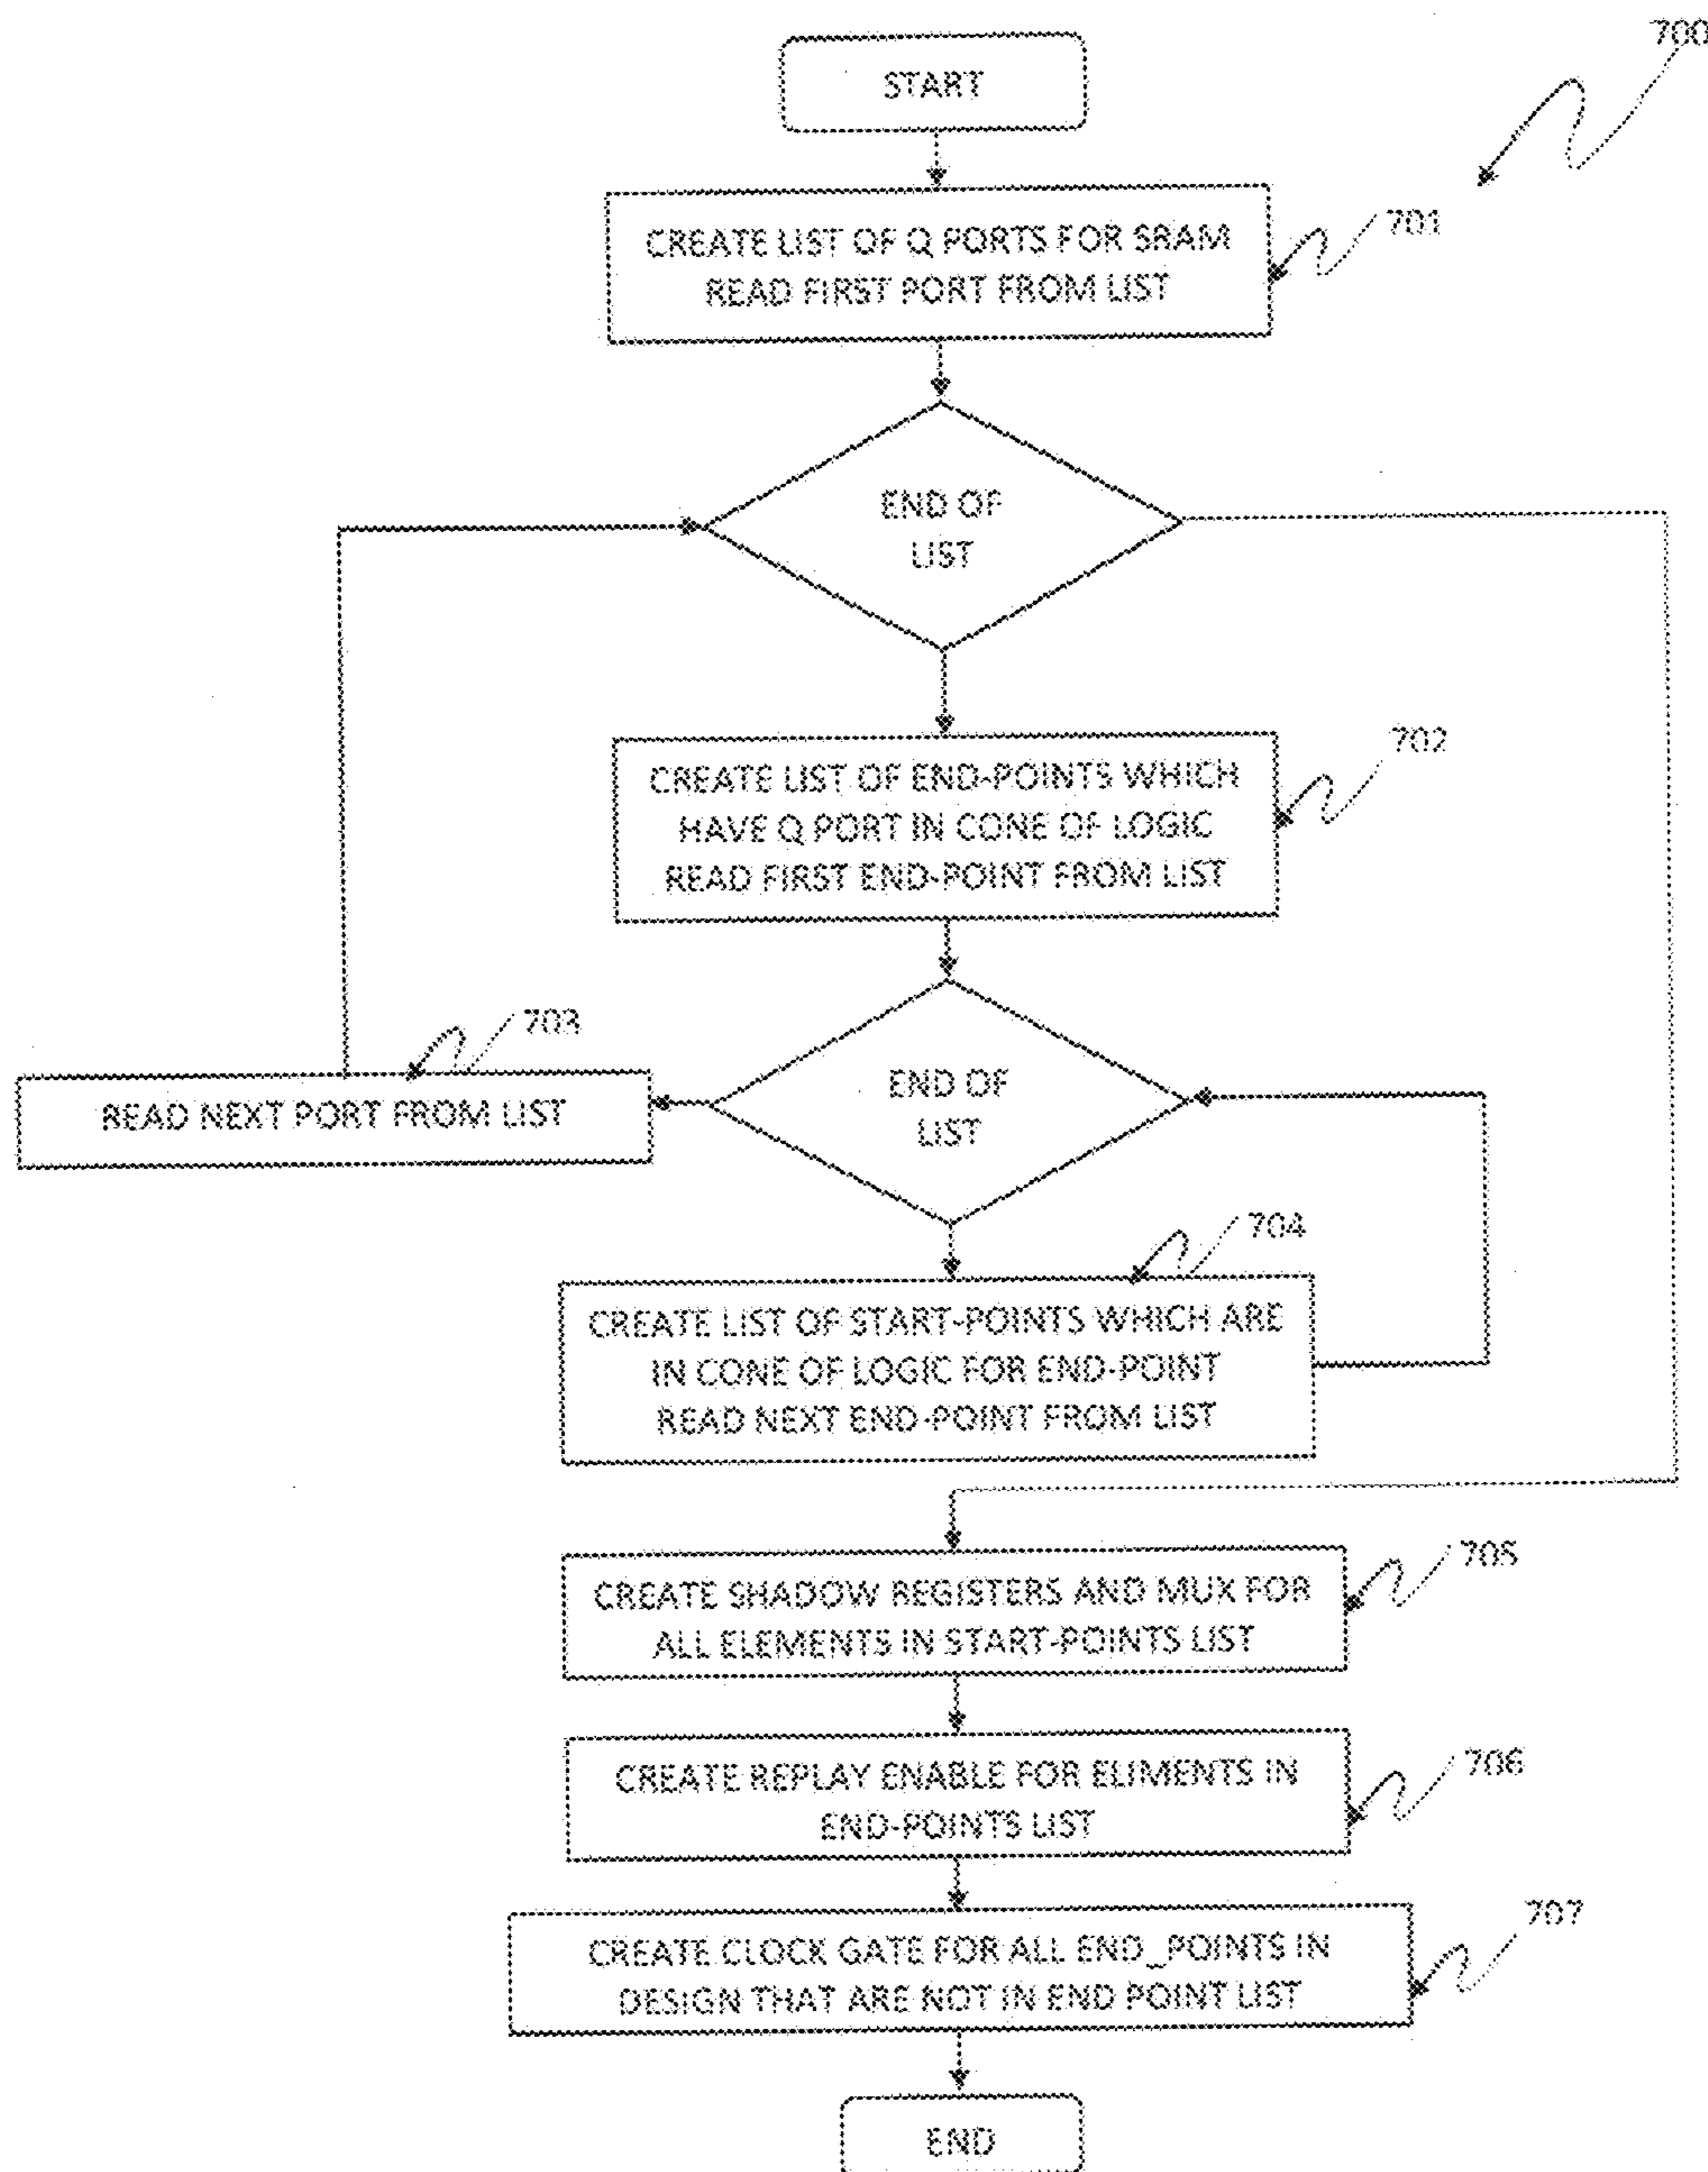 700
START
701
CREATE LIST OF Q PORTS FOR SRAM
READ FIRST PORT FROM LIST
END OF
LIST
702
CREATE LIST OF END-POINTS WHICH
HAVE Q PORT IN CONE OF LOGIC
READ FIRST END-POINT FROM LIST
703
READ NEXT PORT FROM LIST
END OF
LIST
704
CREATE LIST OF START-POINTS WHICH ARE
IN CONE OF LOGIC FOR END-POINT
READ NEXT END-POINT FROM LIST
705
CREATE SHADOW REGISTERS AND MUX FOR
ALL ELEMENTS IN START-POINTS LIST
706
CREATE REPLAY ENABLE FOR ELIMENTS IN
END-POINTS LIST
707
CREATE CLOCK GATE FOR ALL END_POINTS IN
DESIGN THAT ARE NOT IN END POINT LIST
END